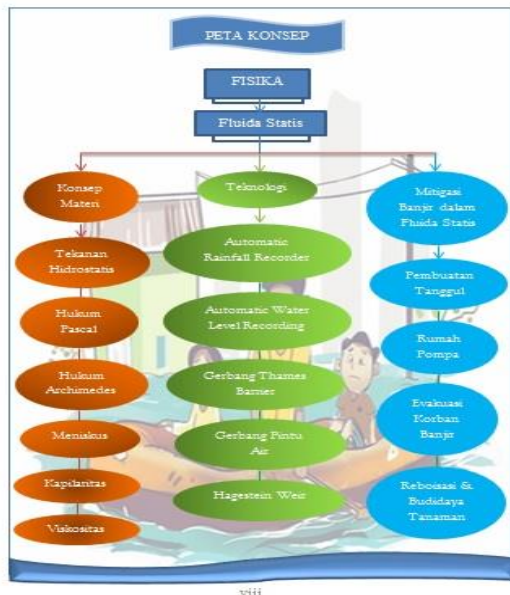 PETA KONSEP
FISIKA
Fluida Statis
Konsep
Materi
Tekanan
Hidrostatis
Hukum
Pascal
Hukum
Archimedes
Meniskus
Kapilaritas
Viskositas
Teknologi
Automatic
Rainfall Recorder
Automatic Water
Level Recording
Gerbang Thames
Barrier
Gerbang Pintu
Air
Hagestein Weir
Mitigasi
Banjir dalam
Fluida Statis
Pembuatan
Tanggul
Rumah
Pompa
Evakuasi
Korban
Banjir
Reboisasi &
Budidaya
Tanaman
viii